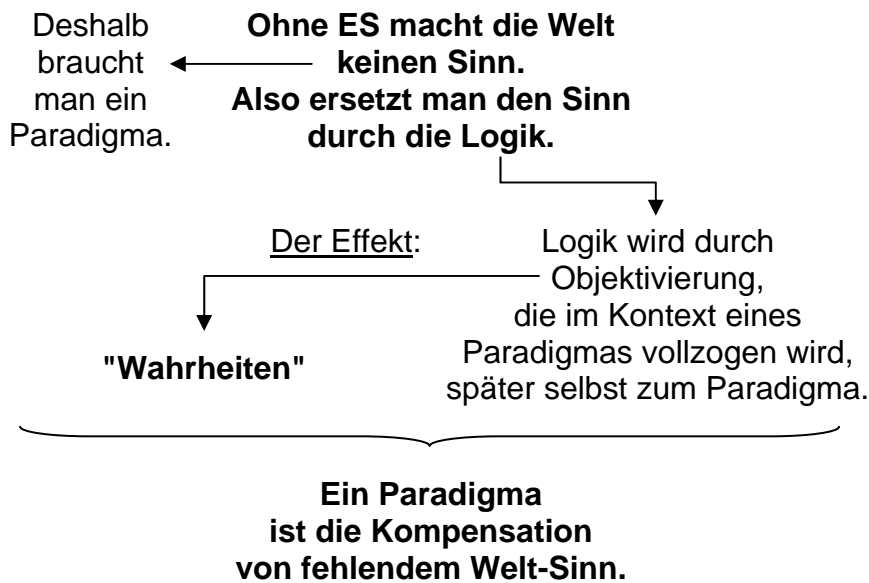 Deshalb
braucht
man ein
Paradigma.
Ohne ES macht die Welt
keinen Sinn.
Also ersetzt man den Sinn
durch die Logik.
Der Effekt:
Logik wird durch
Objektivierung,
die im Kontext eines
Paradigmas vollzogen wird,
später selbst zum Paradigma.
"Wahrheiten"
Ein Paradigma
ist die Kompensation
von fehlendem Welt-Sinn.